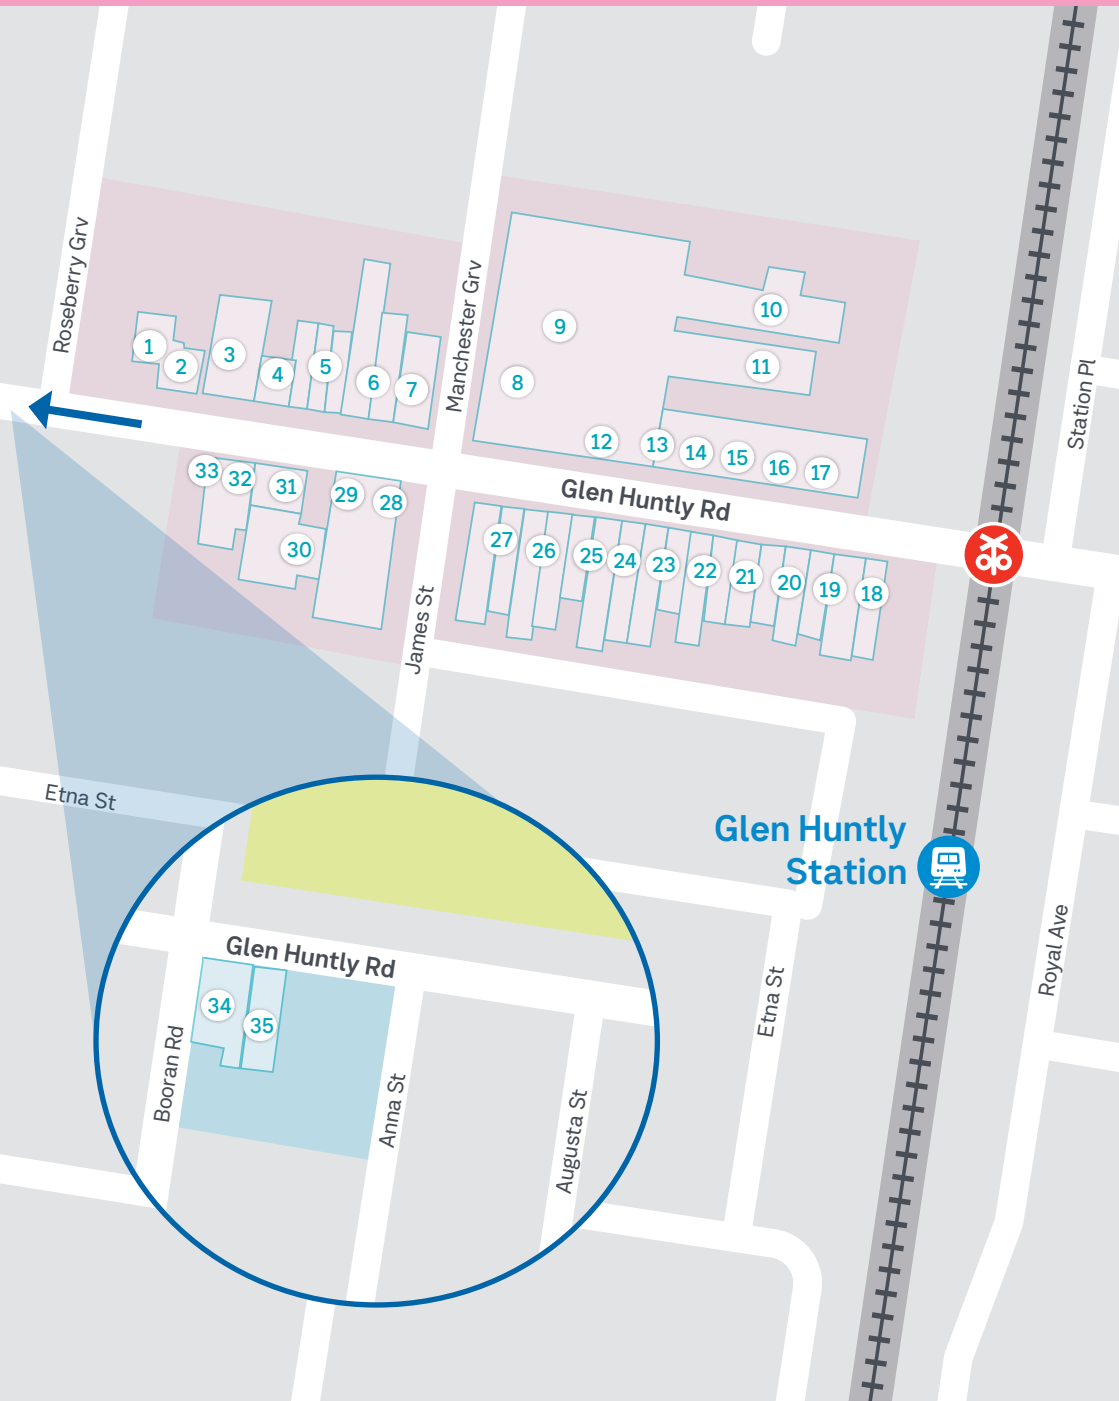 Roseberry Grv
Manchester Grv
Station Pl
1
2
3
4
5
6
7
8
9
10
11
12
13
14
15
16
17
Glen Huntly Rd
33
32
31
30
29
28
27
26
25
24
23
22
21
20
19
18
James St
Etna St
Glen Huntly
Station
Royal Ave
Etna St
Glen Huntly Rd
34
35
Booran Rd
Anna St
Augusta St